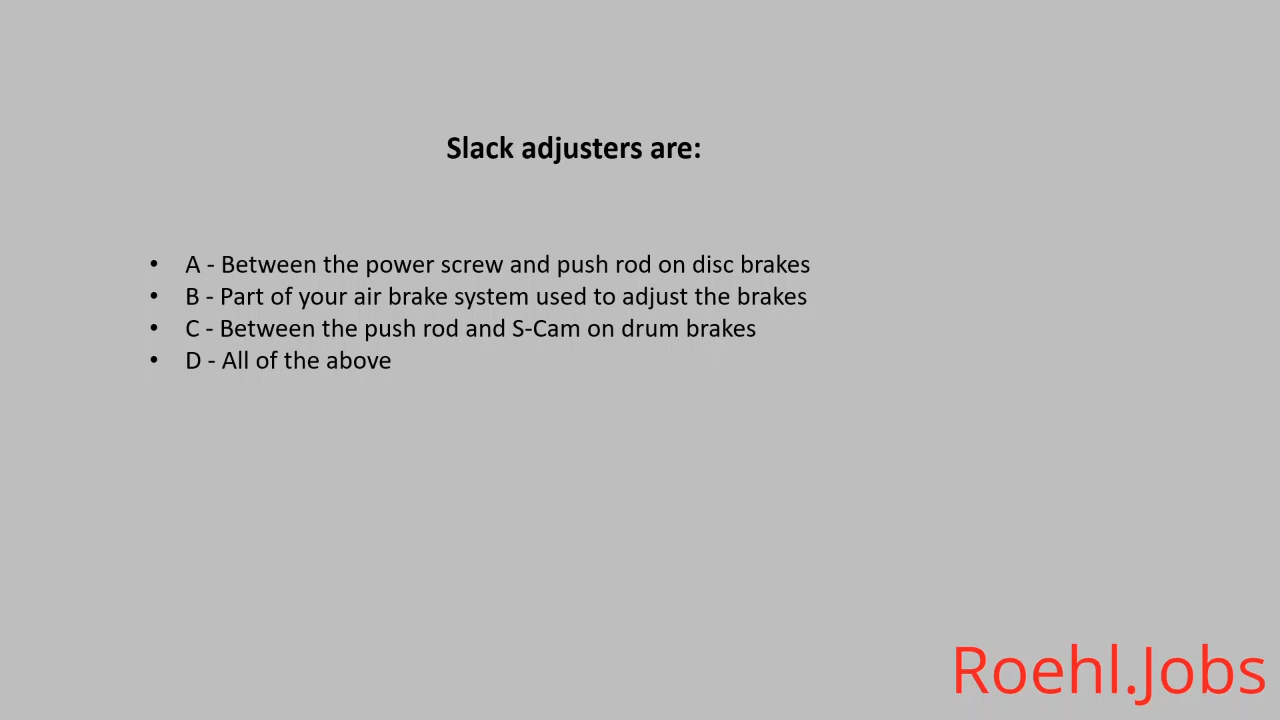 Slack adjusters are:
• A - Between the power screw and push rod on disc brakes
• B - Part of your air brake system used to adjust the brakes
• C - Between the push rod and S-Cam on drum brakes
• D - All of the above
Roehl.Jobs